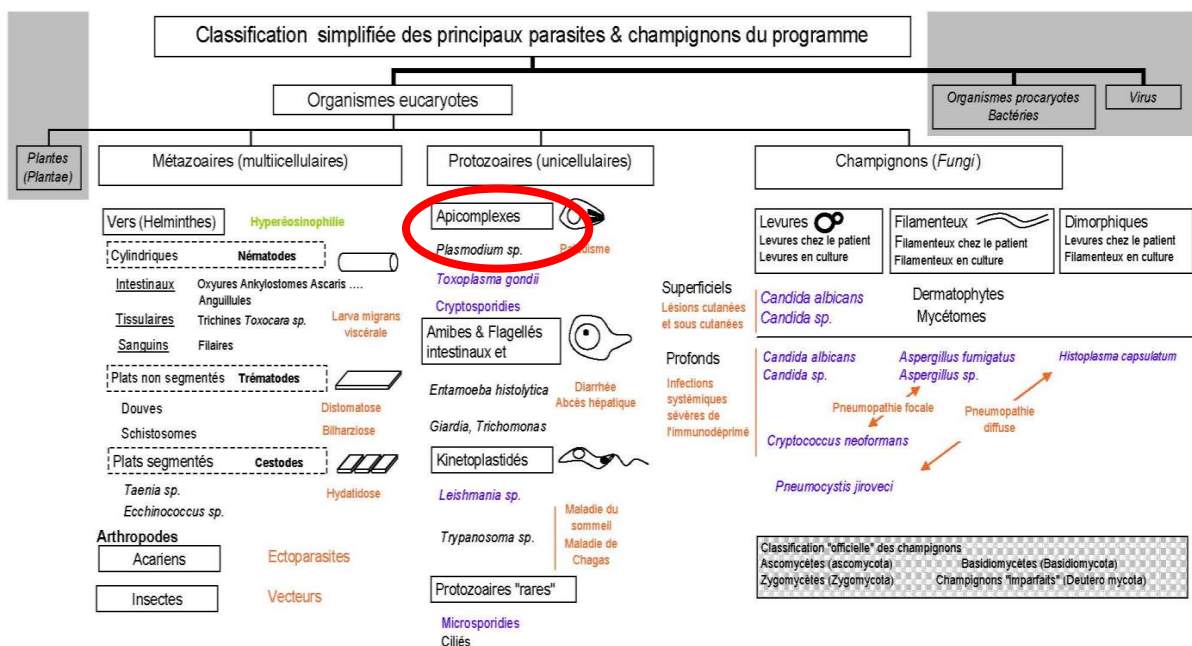 Classification simplifiée des principaux parasites & champignons du programme
Organismes eucaryotes
Organismes procaryotes
Bactéries
Virus
Plantes
(Plantae)
Métazoaires (multiicellulaires)
Protozoaires (unicellulaires)
Champignons (Fungi)
Vers (Helminthes)
Hyperéosinophilie
Cylindriques Nématodes
Intestinaux Oxyures Ankylostomes Ascaris ....
Anguillules
Tissulaires Trichines Toxocara sp.
Larva migrans
viscérale
Sanguins Filaires
Plats non segmentés Trématodes
Douves Distomatose
Schistosomes Bilharziose
Plats segmentés Cestodes
Taenia sp. Hydatidose
Ecchinococcus sp.
Arthropodes
Acariens Ectoparasites
Insectes Vecteurs
Apicomplexes
Plasmodium sp. Paludisme
Toxoplasma gondii
Cryptosporidies
Amibes & Flagellés
intestinaux et
Entamoeba histolytica
Diarrhée
Abcès hépatique
Giardia, Trichomonas
Kinetoplastidés
Leishmania sp.
Trypanosoma sp.
Maladie du
sommeil
Maladie de
Chagas
Protozoaires "rares"
Microsporidies
Ciliés
Levures
Levures chez le patient
Levures en culture
Filamenteux
Filamenteux chez le patient
Filamenteux en culture
Dimorphiques
Levures chez le patient
Filamenteux en culture
Superficiels
Lésions cutanées
et sous cutanées
Candida albicans
Candida sp.
Dermatophytes
Mycétomes
Profonds
Infections
systémiques
sévères de
l'immunodéprimé
Candida albicans
Candida sp.
Aspergillus fumigatus
Aspergillus sp.
Histoplasma capsulatum
Pneumopathie focale
Pneumopathie
diffuse
Cryptococcus neoformans
Pneumocystis jiroveci
Classification "officielle" des champignons
Ascomycètes (ascomycota) Basidiomycètes (Basidiomycota)
Zygomycètes (Zygomycota) Champignons "imparfaits" (Deutero mycota)